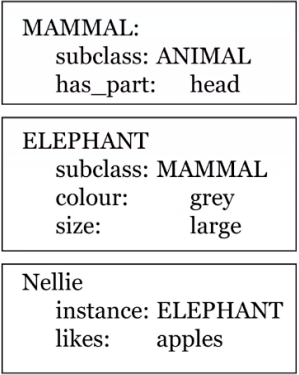 MAMMAL:
subclass: ANIMAL
has_part: head
ELEPHANT
subclass: MAMMAL
colour: grey
size: large
Nellie
instance: ELEPHANT
likes: apples